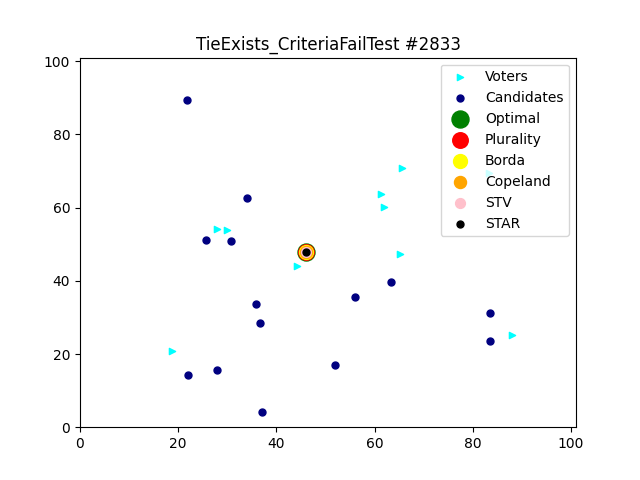 TieExists_CriteriaFailTest #2833
100
80
60
40
20
0
0 20 40 60 80 100
Voters
Candidates
Optimal
Plurality
Borda
Copeland
STV
STAR